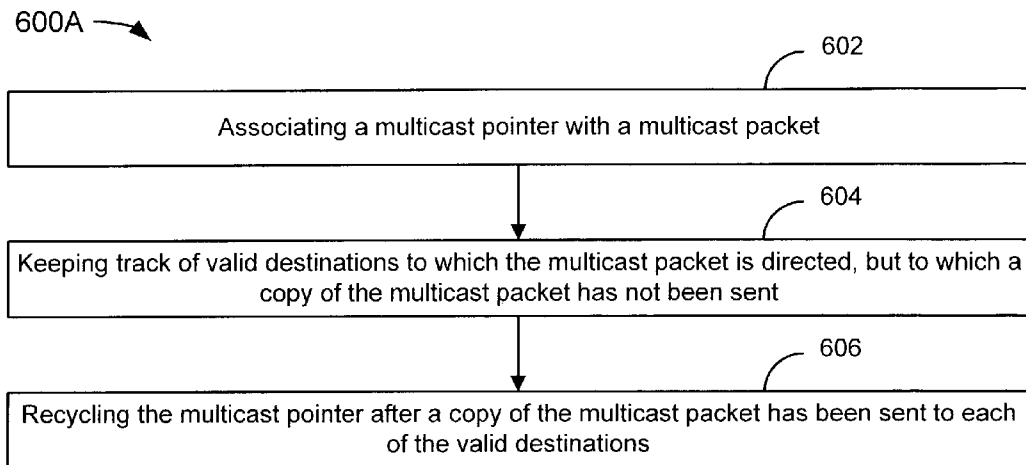 600A
602
Associating a multicast pointer with a multicast packet
604
Keeping track of valid destinations to which the multicast packet is directed, but to which a
copy of the multicast packet has not been sent
606
Recycling the multicast pointer after a copy of the multicast packet has been sent to each
of the valid destinations